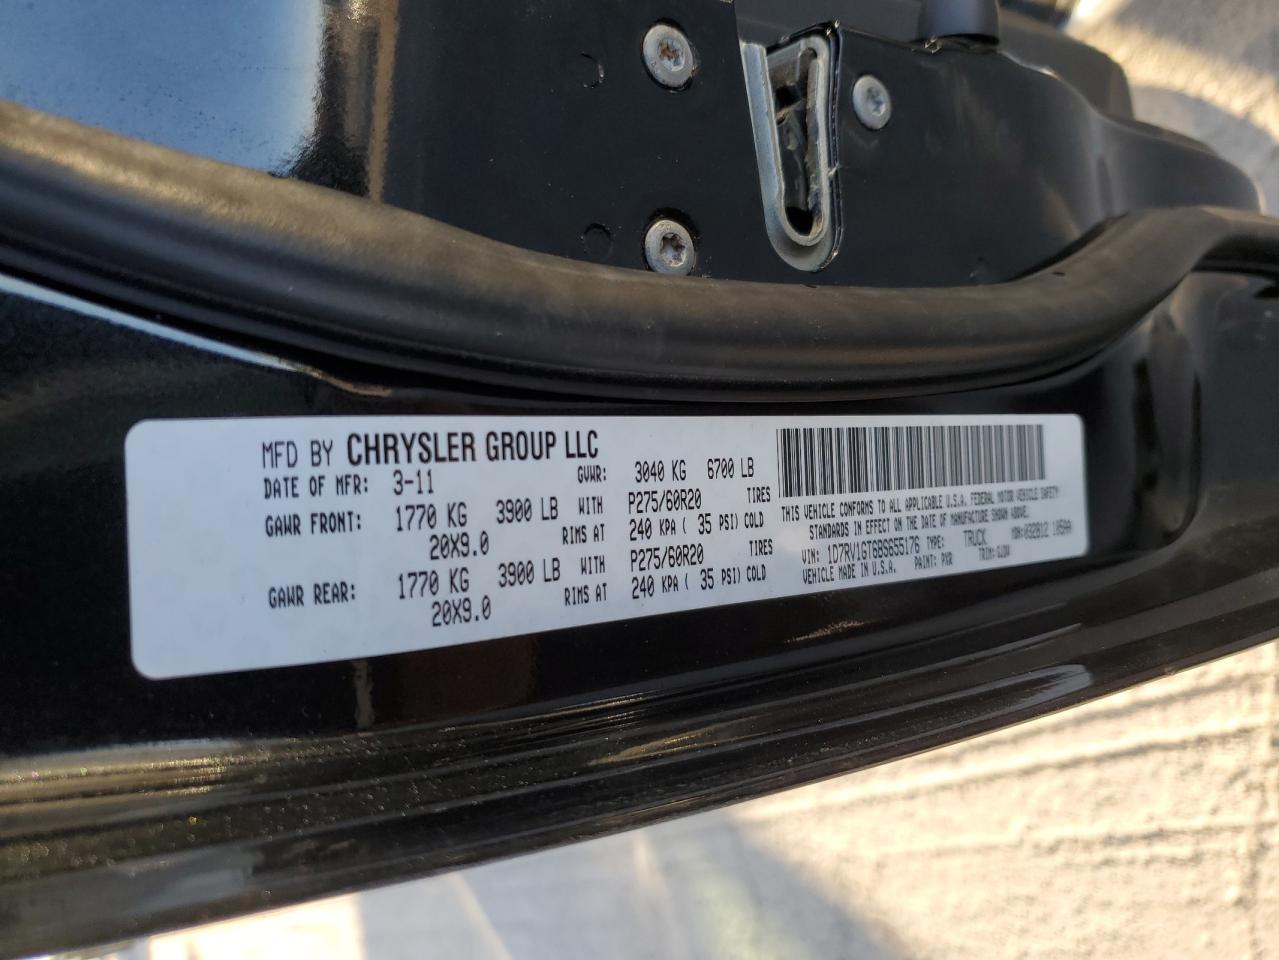 MFD BY CHRYSLER GROUP LLC
DATE OF MFR: 3-11 GVWR: 3040 KG 6700 LB
GAWR FRONT: 1770 KG 3900 LB WITH P275/60R20 TIRES
20X9.0 RIMS AT 240 KPA ( 35 PSI) COLD
GAWR REAR: 1770 KG 3900 LB WITH P275/60R20 TIRES
20X9.0 RIMS AT 240 KPA ( 35 PSI) COLD
THIS VEHICLE CONFORMS TO ALL APPLICABLE U.S.A. FEDERAL MOTOR VEHICLE SAFETY
STANDARDS IN EFFECT ON THE DATE OF MANUFACTURE SHOWN ABOVE.
VIN: 1D7RV1GT6BS655176 TYPE: TRUCK MDH:
VEHICLE MADE IN U.S.A. PAINT: PXR TRIM: